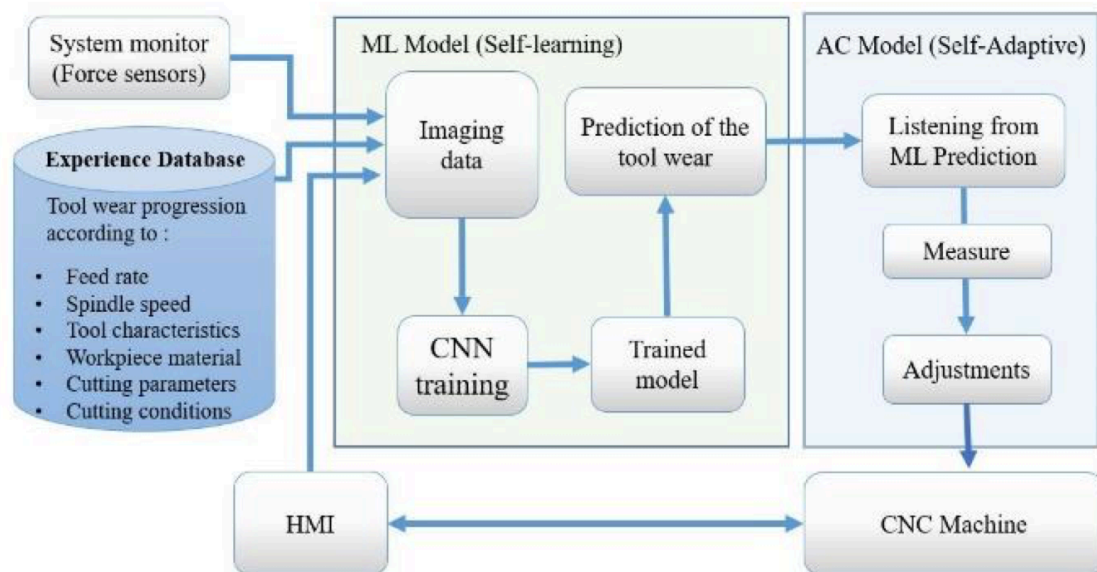 System monitor
(Force sensors)
Experience Database
Tool wear progression
according to :
• Feed rate
• Spindle speed
• Tool characteristics
• Workpiece material
• Cutting parameters
• Cutting conditions
ML Model (Self-learning)
Imaging
data
Prediction of the
tool wear
CNN
training
Trained
model
AC Model (Self-Adaptive)
Listening from
ML Prediction
Measure
Adjustments
HMI
CNC Machine